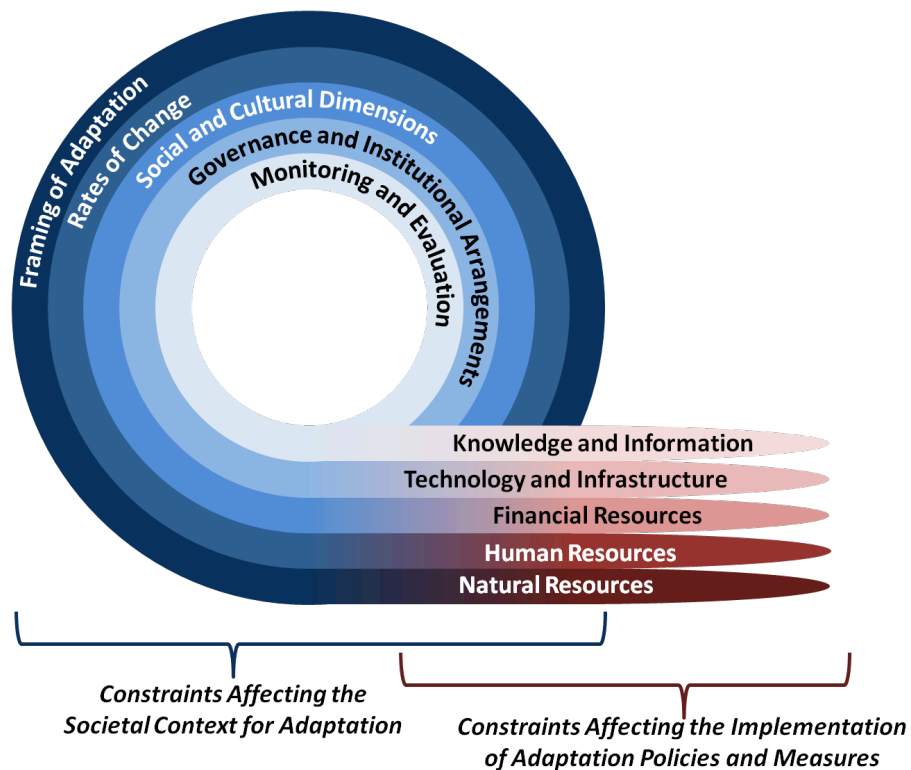 Framing of Adaptation
Rates of Change
Social and Cultural Dimensions
Governance and Institutional Arrangements
Monitoring and Evaluation
Knowledge and Information
Technology and Infrastructure
Financial Resources
Human Resources
Natural Resources
Constraints Affecting the
Societal Context for Adaptation
Constraints Affecting the Implementation
of Adaptation Policies and Measures